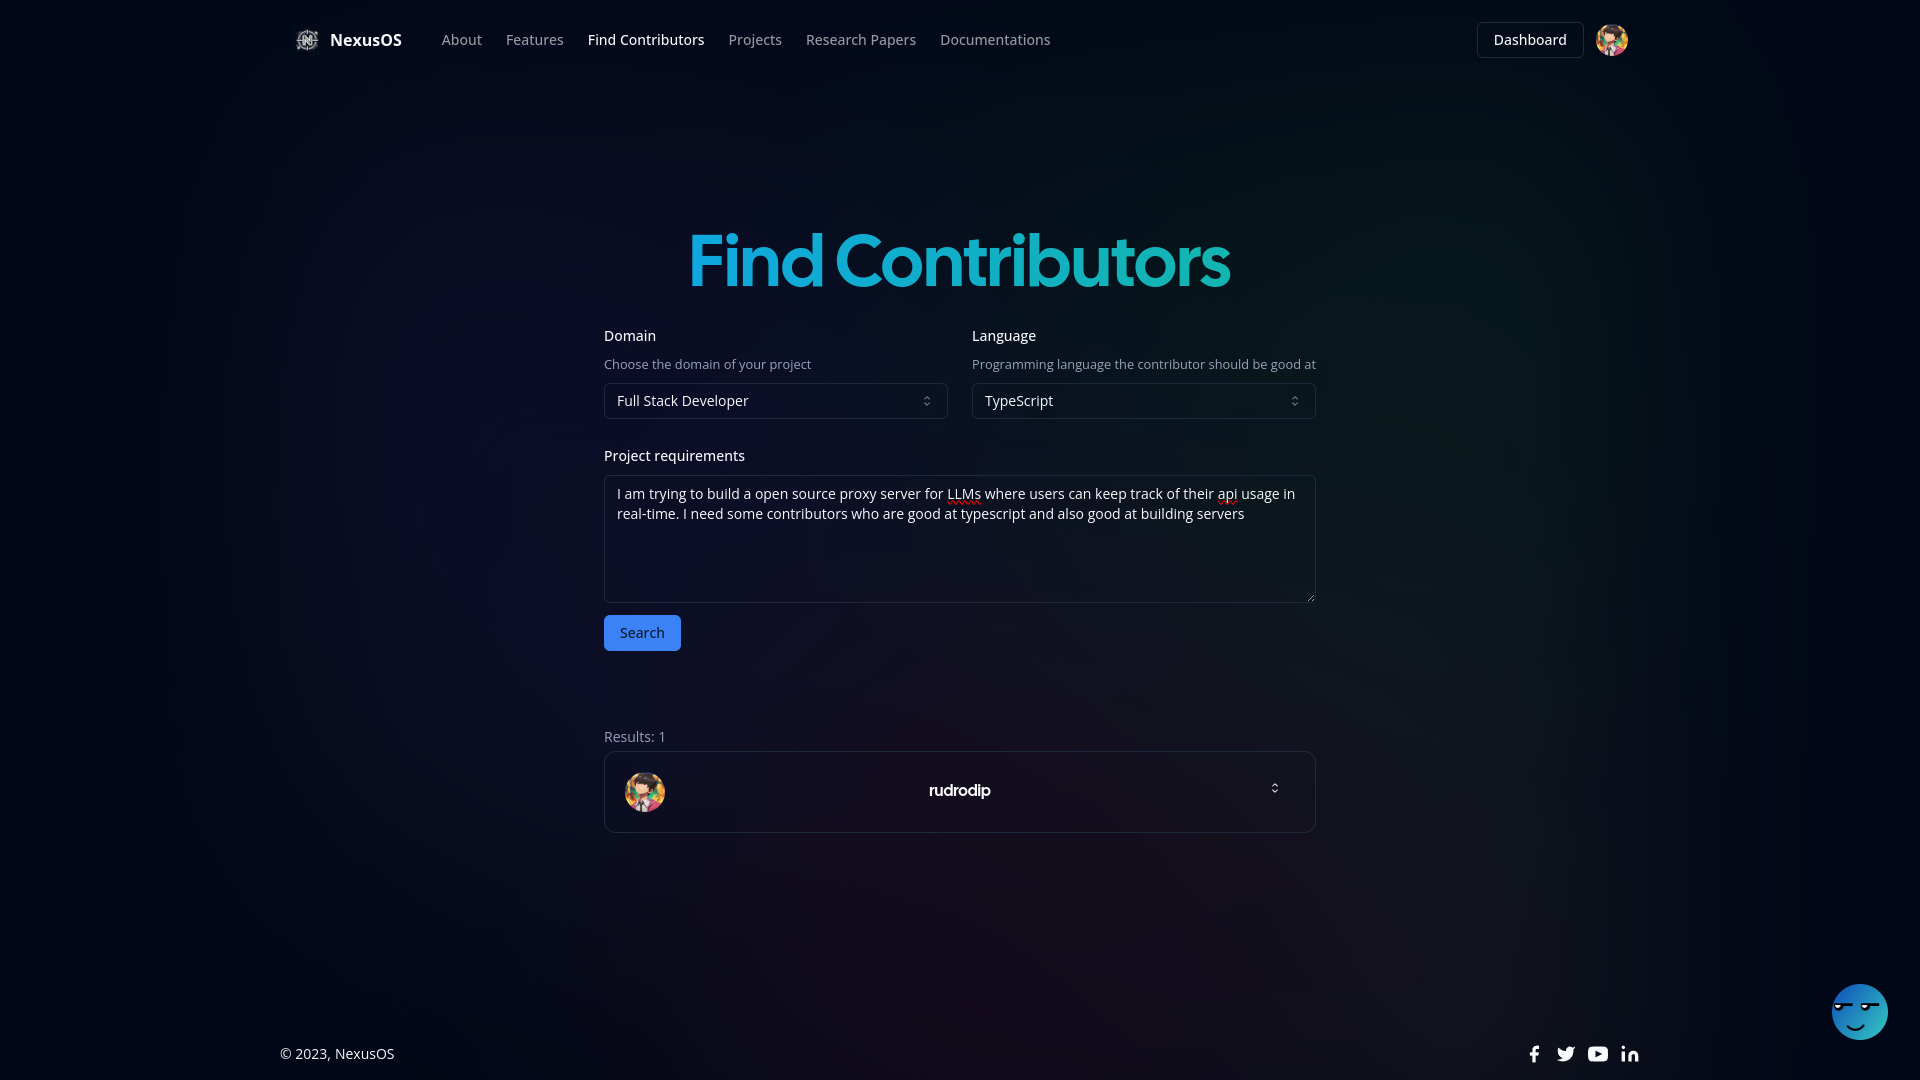 NexusOS
About
Features
Find Contributors
Projects
Research Papers
Documentations
Dashboard
Find Contributors
Domain
Choose the domain of your project
Full Stack Developer
Language
Programming language the contributor should be good at
TypeScript
Project requirements
I am trying to build a open source proxy server for LLMs where users can keep track of their api usage in
real-time. I need some contributors who are good at typescript and also good at building servers
Search
Results: 1
rudrodip
© 2023, NexusOS